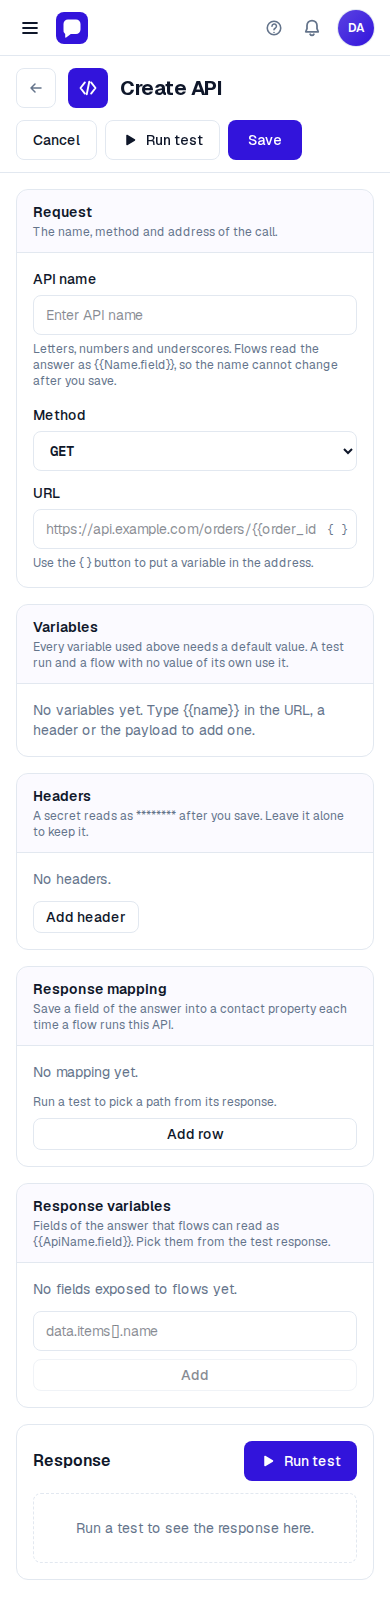 DA
Create API
Cancel
Run test
Save
Request
The name, method and address of the call.
API name
Enter API name
Letters, numbers and underscores. Flows read the
answer as {{Name.field}}, so the name cannot change
after you save.
Method
GET
URL
https://api.example.com/orders/{{order_id
{ }
Use the { } button to put a variable in the address.
Variables
Every variable used above needs a default value. A test
run and a flow with no value of its own use it.
No variables yet. Type {{name}} in the URL, a
header or the payload to add one.
Headers
A secret reads as ******** after you save. Leave it alone
to keep it.
No headers.
Add header
Response mapping
Save a field of the answer into a contact property each
time a flow runs this API.
No mapping yet.
Run a test to pick a path from its response.
Add row
Response variables
Fields of the answer that flows can read as
{{ApiName.field}}. Pick them from the test response.
No fields exposed to flows yet.
data.items[].name
Add
Response
Run test
Run a test to see the response here.